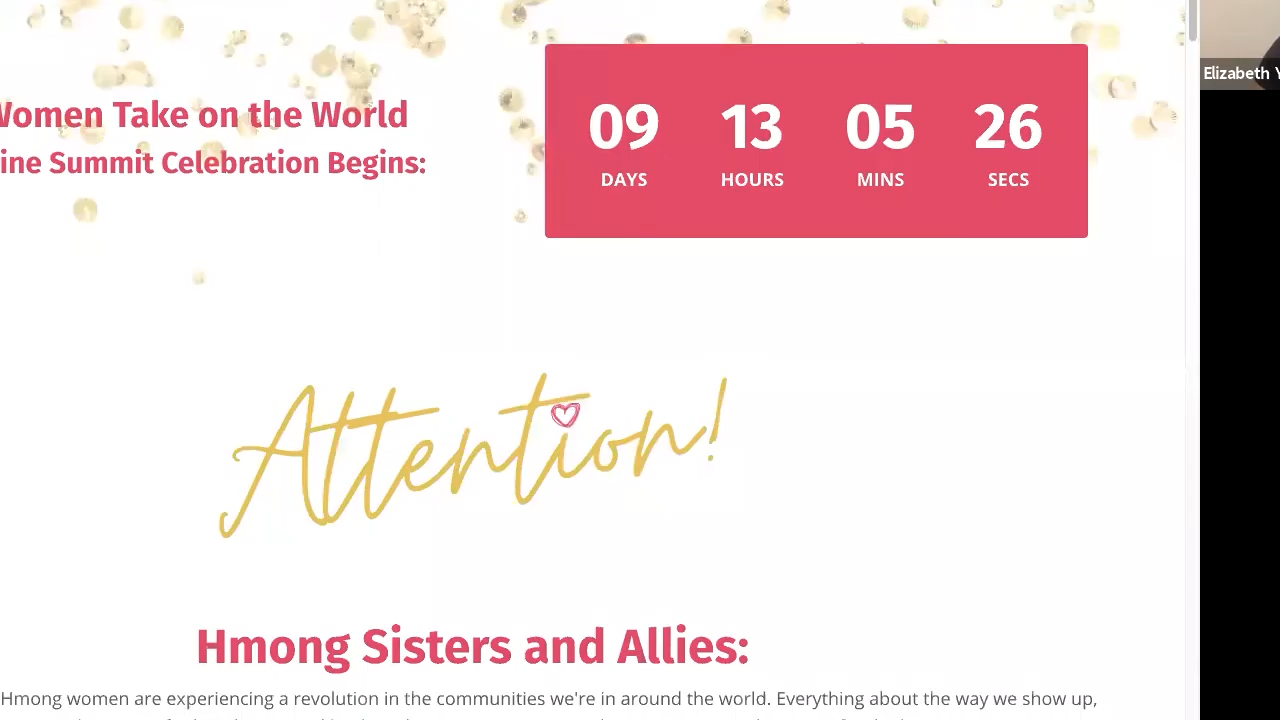 Women Take on the World
ine Summit Celebration Begins:
09 13 05 26
DAYS HOURS MINS SECS
Elizabeth Y
Attention!
Hmong Sisters and Allies:
Hmong women are experiencing a revolution in the communities we're in around the world. Everything about the way we show up,